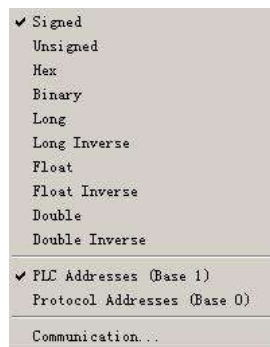 Signed
Unsigned
Hex
Binary
Long
Long Inverse
Float
Float Inverse
Double
Double Inverse
PLC Addresses (Base 1)
Protocol Addresses (Base 0)
Communication...